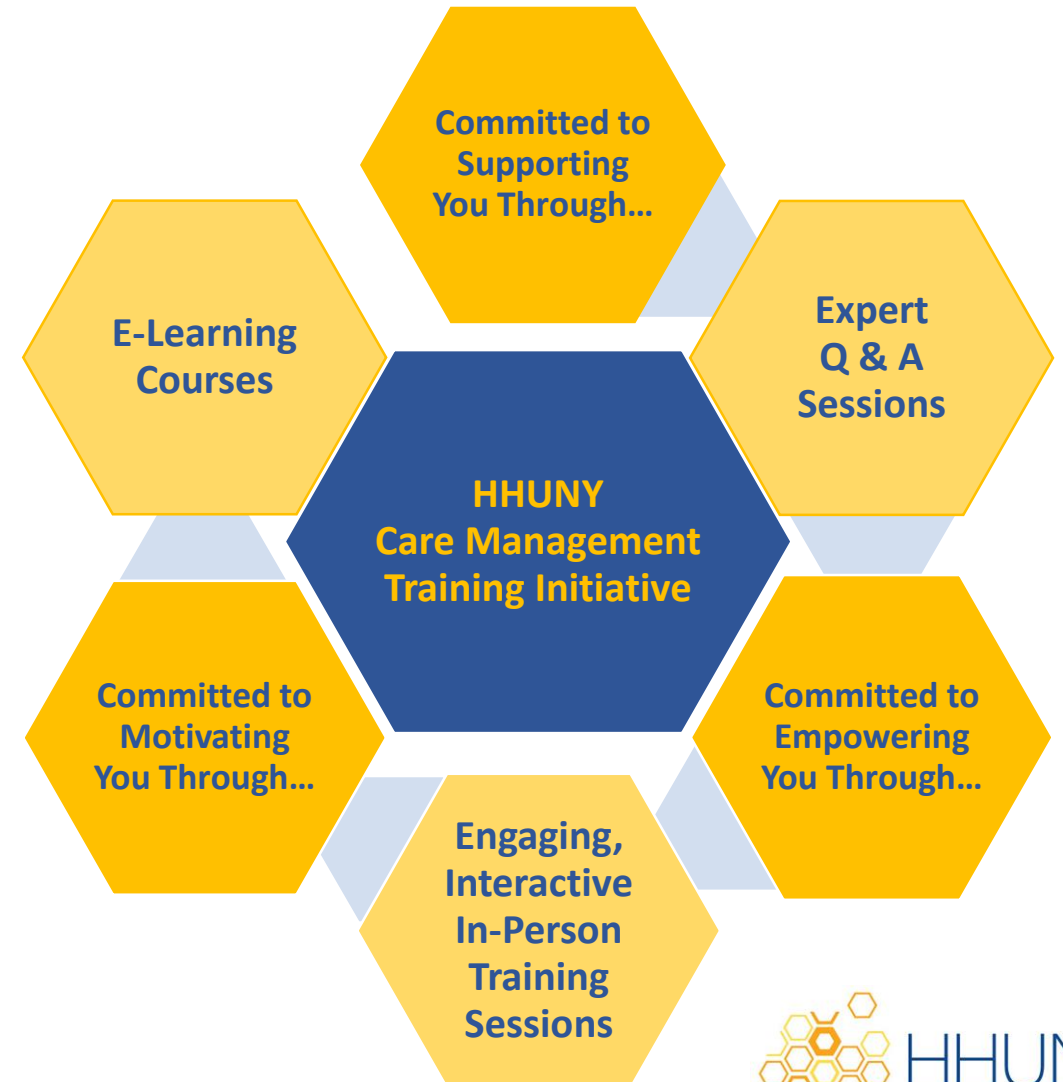 Committed to
Supporting
You Through…
Expert
Q & A
Sessions
Committed to
Empowering
You Through…
Engaging,
Interactive
In-Person
Training
Sessions
Committed to
Motivating
You Through…
E-Learning
Courses
HHUNY
Care Management
Training Initiative
HHUN